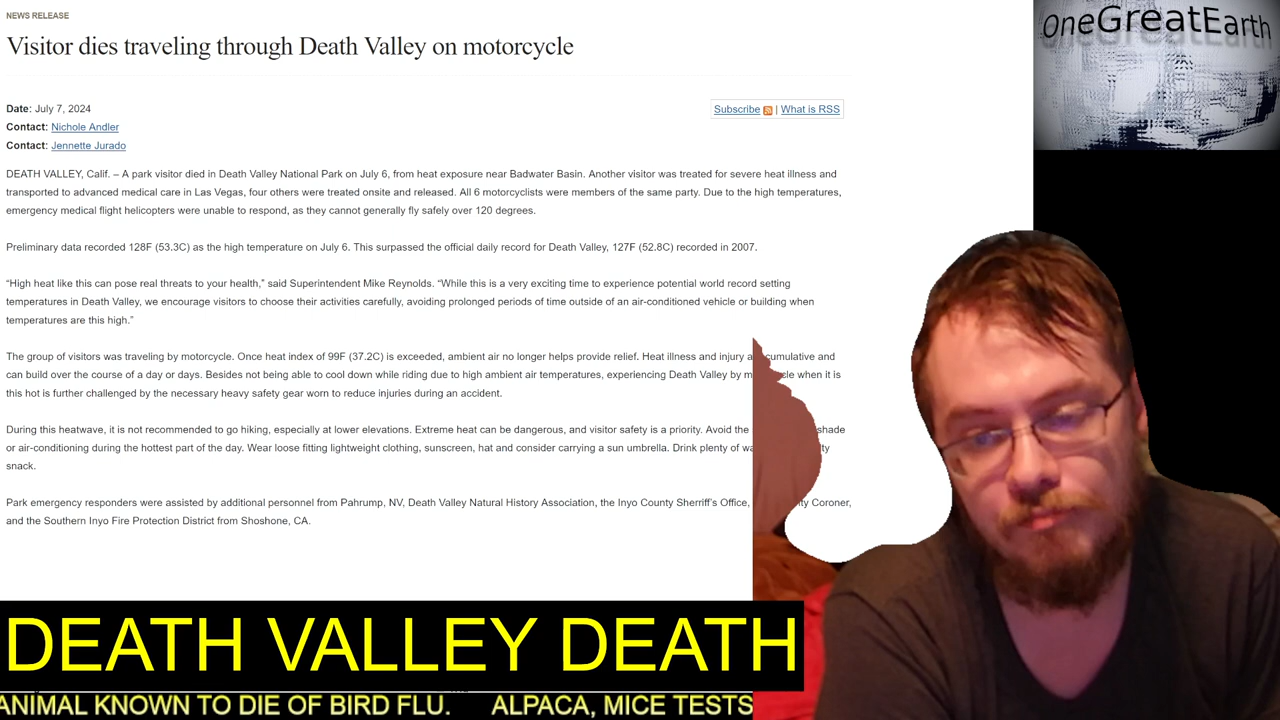 NEWS RELEASE
OneGreatEarth
Visitor dies traveling through Death Valley on motorcycle
Date: July 7, 2024
Subscribe | What is RSS
Contact: Nichole Andler
Contact: Jennette Jurado
DEATH VALLEY, Calif. – A park visitor died in Death Valley National Park on July 6, from heat exposure near Badwater Basin. Another visitor was treated for severe heat illness and
transported to advanced medical care in Las Vegas, four others were treated onsite and released. All 6 motorcyclists were members of the same party. Due to the high temperatures,
emergency medical flight helicopters were unable to respond, as they cannot generally fly safely over 120 degrees.
Preliminary data recorded 128F (53.3C) as the high temperature on July 6. This surpassed the official daily record for Death Valley, 127F (52.8C) recorded in 2007.
“High heat like this can pose real threats to your health,” said Superintendent Mike Reynolds. “While this is a very exciting time to experience potential world record setting
temperatures in Death Valley, we encourage visitors to choose their activities carefully, avoiding prolonged periods of time outside of an air-conditioned vehicle or building when
temperatures are this high.”
The group of visitors was traveling by motorcycle. Once heat index of 99F (37.2C) is exceeded, ambient air no longer helps provide relief. Heat illness and injury cumulative and
can build over the course of a day or days. Besides not being able to cool down while riding due to high ambient air temperatures, experiencing Death Valley by when it is
this hot is further challenged by the necessary heavy safety gear worn to reduce injuries during an accident.
During this heatwave, it is not recommended to go hiking, especially at lower elevations. Extreme heat can be dangerous, and visitor safety is a priority. Avoid the shade
or air-conditioning during the hottest part of the day. Wear loose fitting lightweight clothing, sunscreen, hat and consider carrying a sun umbrella. Drink plenty of
snack.
Park emergency responders were assisted by additional personnel from Pahrump, NV, Death Valley Natural History Association, the Inyo County Sherriff's Office, Coroner,
and the Southern Inyo Fire Protection District from Shoshone, CA.
DEATH VALLEY DEATH
ANIMAL KNOWN TO DIE OF BIRD FLU. ALPACA, MICE TESTS